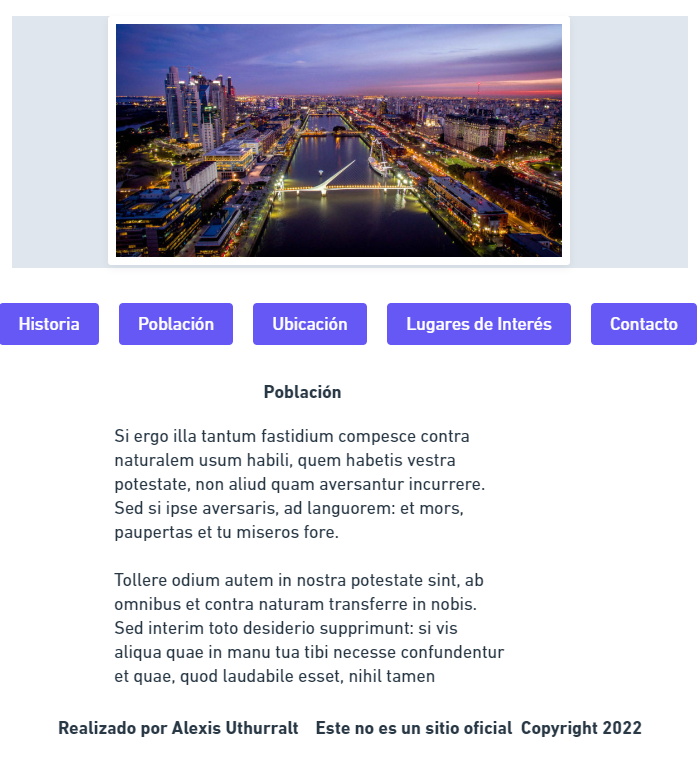 Historia
Población
Ubicación
Lugares de Interés
Contacto
Población
Si ergo illa tantum fastidium compesce contra
naturalem usum habili, quem habetis vestra
potestate, non aliud quam aversantur incurrere.
Sed si ipse aversaris, ad languorem: et mors,
paupertas et tu miseros fore.
Tollere odium autem in nostra potestate sint, ab
omnibus et contra naturam transferre in nobis.
Sed interim toto desiderio supprimunt: si vis
aliqua quae in manu tua tibi necesse confundentur
et quae, quod laudabile esset, nihil tamen
Realizado por Alexis Uthurralt Este no es un sitio oficial Copyright 2022